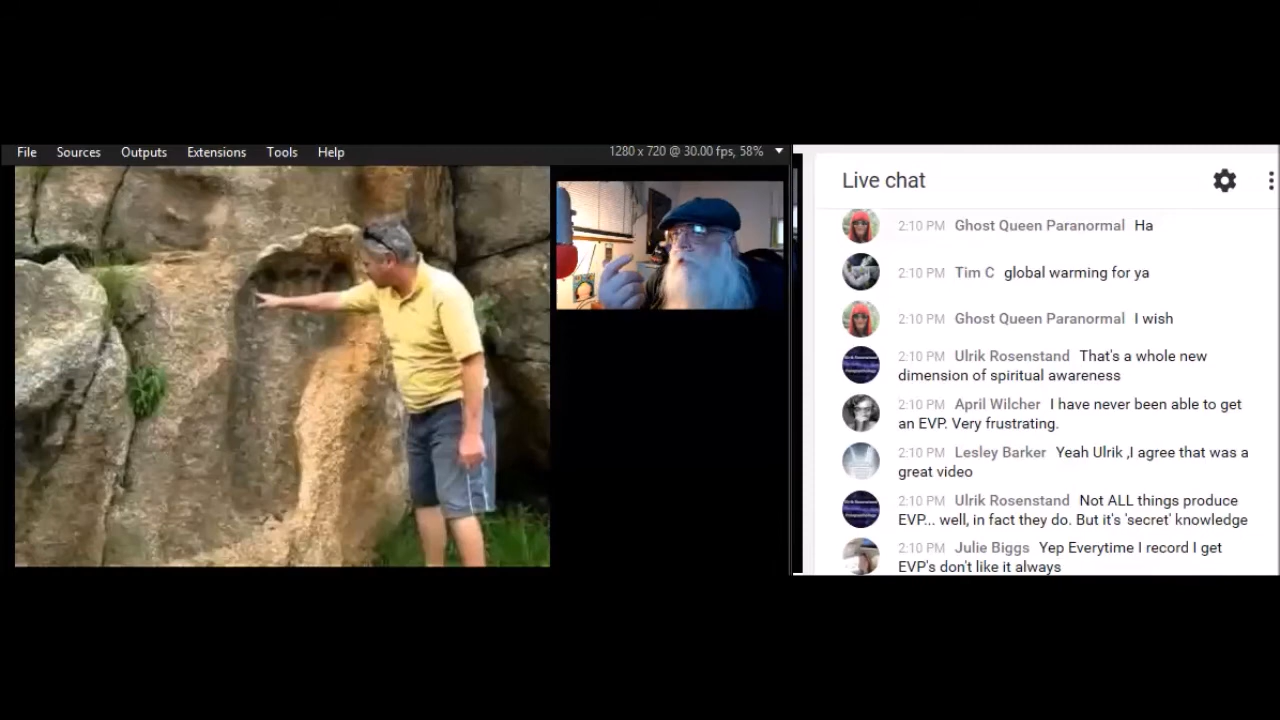 File Sources Outputs Extensions Tools Help
1280 x 720 @ 30.00 fps, 58%
Live chat
2:10 PM Ghost Queen Paranormal Ha
2:10 PM Tim C global warming for ya
2:10 PM Ghost Queen Paranormal I wish
2:10 PM Ulrik Rosenstand That's a whole new
dimension of spiritual awareness
2:10 PM April Wilcher I have never been able to get
an EVP. Very frustrating.
2:10 PM Lesley Barker Yeah Ulrik ,I agree that was a
great video
2:10 PM Ulrik Rosenstand Not ALL things produce
EVP... well, in fact they do. But it's 'secret' knowledge
2:10 PM Julie Biggs Yep Everytime I record I get
EVP's don't like it always